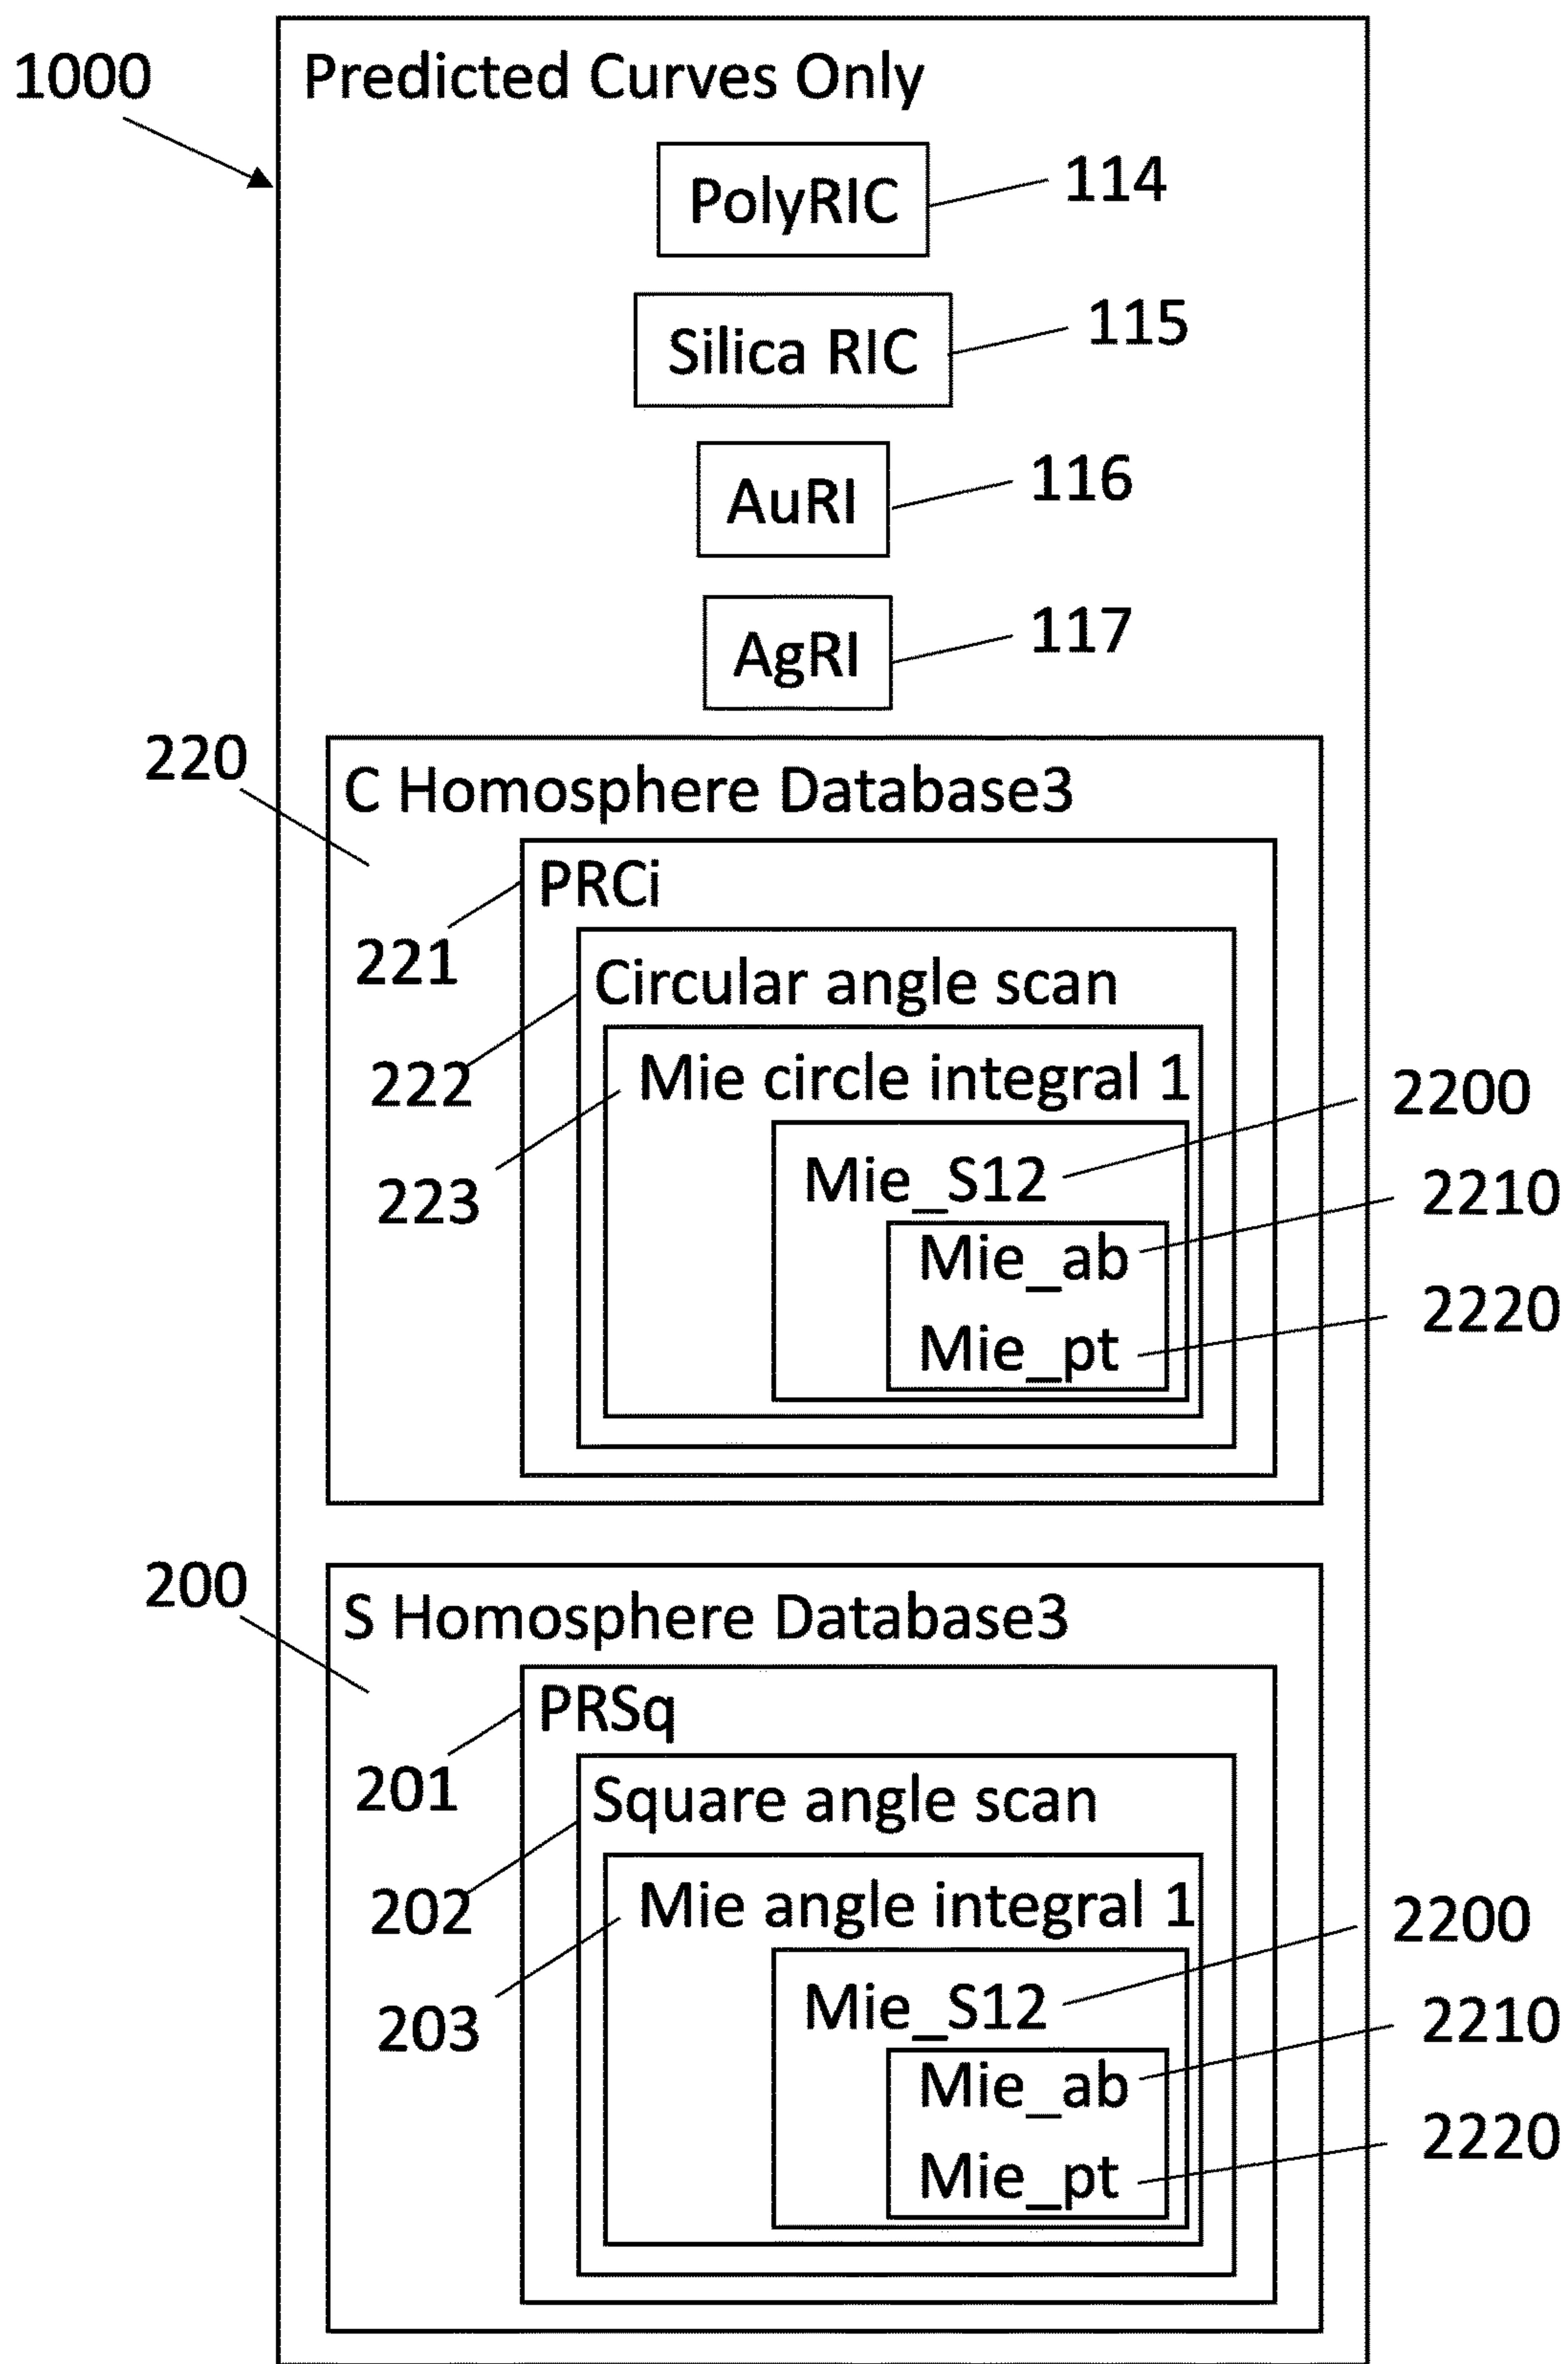 1000
Predicted Curves Only
PolyRIC
114
Silica RIC
115
AuRI
116
AgRI
117
220
C Homosphere Database3
PRCi
221
Circular angle scan
222
Mie circle integral 1
223
Mie_S12
2200
Mie_ab
2210
Mie_pt
2220
200
S Homosphere Database3
PRSq
201
Square angle scan
202
Mie angle integral 1
203
Mie_S12
2200
Mie_ab
2210
Mie_pt
2220